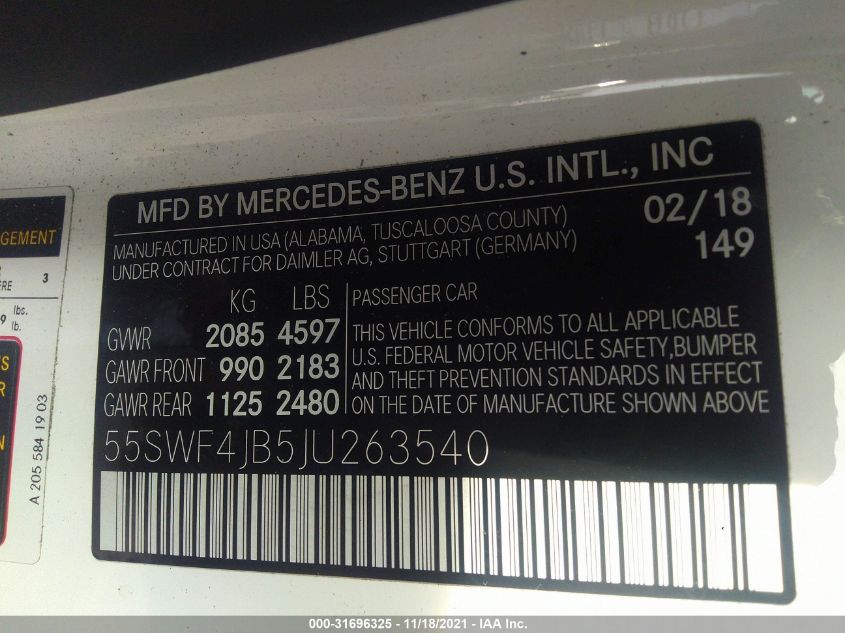 MFD BY MERCEDES-BENZ U.S. INTL., INC
MANUFACTURED IN USA (ALABAMA, TUSCALOOSA COUNTY)
UNDER CONTRACT FOR DAIMLER AG, STUTTGART (GERMANY)
02/18
149
KG LBS
GVWR 2085 4597
GAWR FRONT 990 2183
GAWR REAR 1125 2480
PASSENGER CAR
THIS VEHICLE CONFORMS TO ALL APPLICABLE
U.S. FEDERAL MOTOR VEHICLE SAFETY,BUMPER
AND THEFT PREVENTION STANDARDS IN EFFECT
ON THE DATE OF MANUFACTURE SHOWN ABOVE
55SWF4JB5JU263540
GEMENT
3
lbs.
lb.
A 205 584 19 03
000-31696325 - 11/18/2021 - IAA Inc.